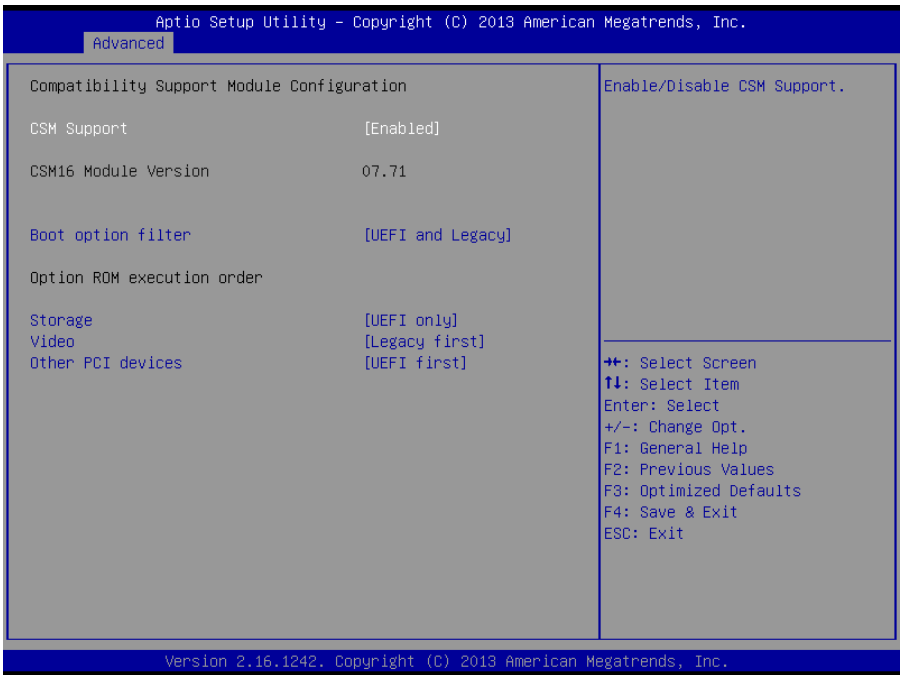 Aptio Setup Utility – Copyright (C) 2013 American Megatrends, Inc.
Advanced
Compatibility Support Module Configuration
CSM Support [Enabled]
CSM16 Module Version 07.71
Boot option filter [UEFI and Legacy]
Option ROM execution order
Storage [UEFI only]
Video [Legacy first]
Other PCI devices [UEFI first]
Enable/Disable CSM Support.
→←: Select Screen
↑↓: Select Item
Enter: Select
+/-: Change Opt.
F1: General Help
F2: Previous Values
F3: Optimized Defaults
F4: Save & Exit
ESC: Exit
Version 2.16.1242. Copyright (C) 2013 American Megatrends, Inc.